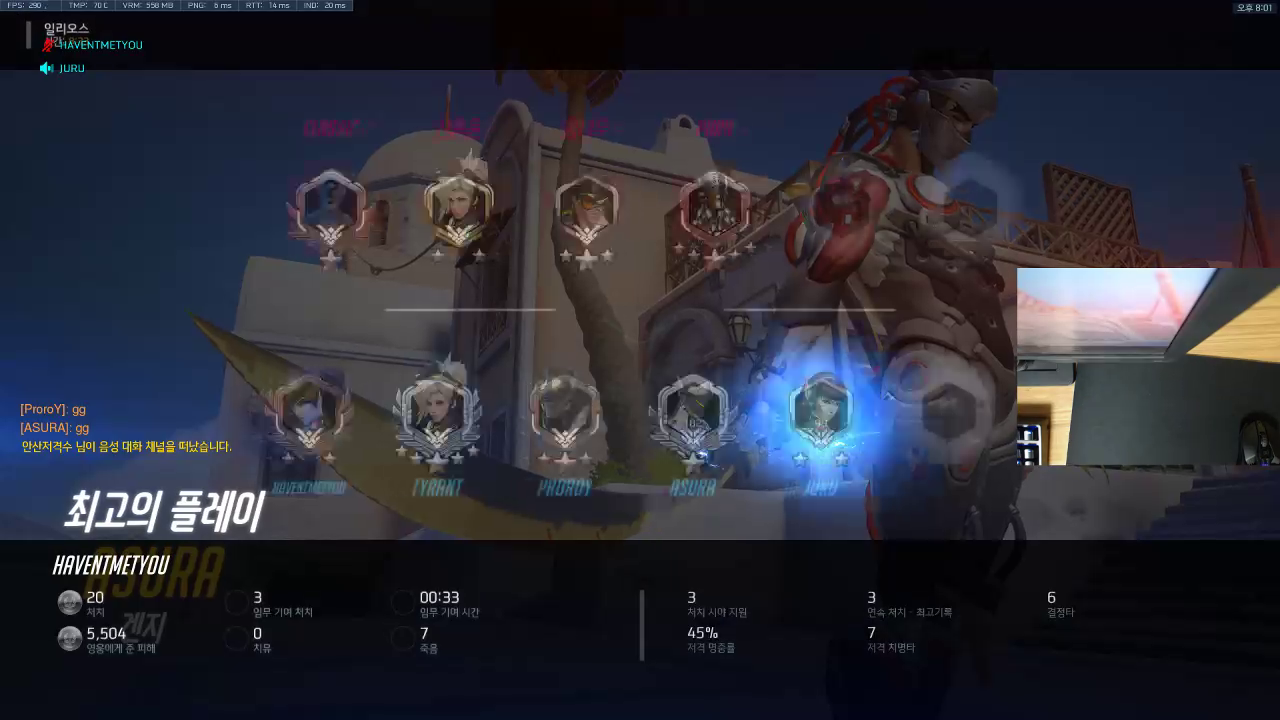 FPS: 290
TMP: 70 C
VRM: 558 MB
PNG: 6 ms
RTT: 14 ms
IND: 20 ms
오후 8:01
일리오스
HAVENTMETYOU
JURU
[ProroY]: gg
[ASURA]: gg
안산저격수 님이 음성 대화 채널을 떠났습니다.
HAVENTMETYOU
TYRANT
PROROY
ASURA
JURU
최고의 플레이
HAVENTMETYOU
ASURA
겐지
20
처치
3
임무 기여 처치
00:33
임무 기여 시간
3
처치 시야 지원
3
연속 처치 - 최고기록
6
결정타
5,504
영웅에게 준 피해
0
치유
7
죽음
45%
저격 명중률
7
저격 치명타